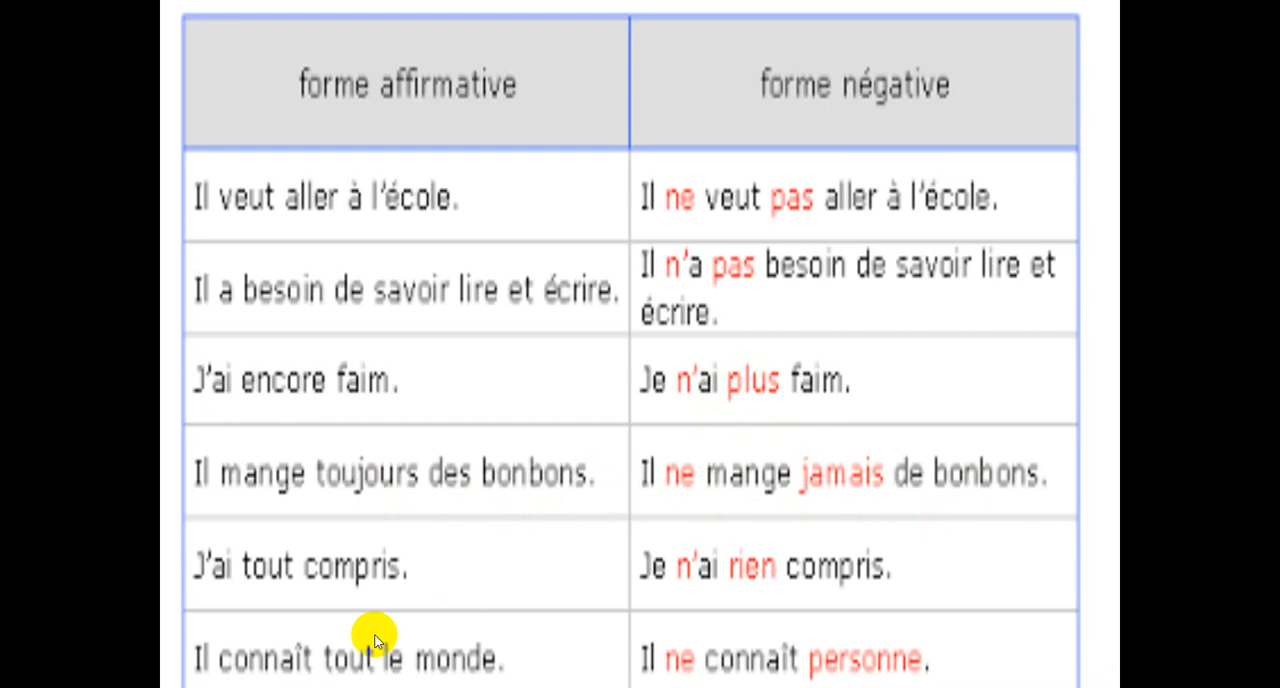 forme affirmative
forme négative
Il veut aller à l'école.
Il ne veut pas aller à l'école.
Il a besoin de savoir lire et écrire.
Il n'a pas besoin de savoir lire et
écrire.
J'ai encore faim.
Je n'ai plus faim.
Il mange toujours des bonbons.
Il ne mange jamais de bonbons.
J'ai tout compris.
Je n'ai rien compris.
Il connaît tout le monde.
Il ne connaît personne.